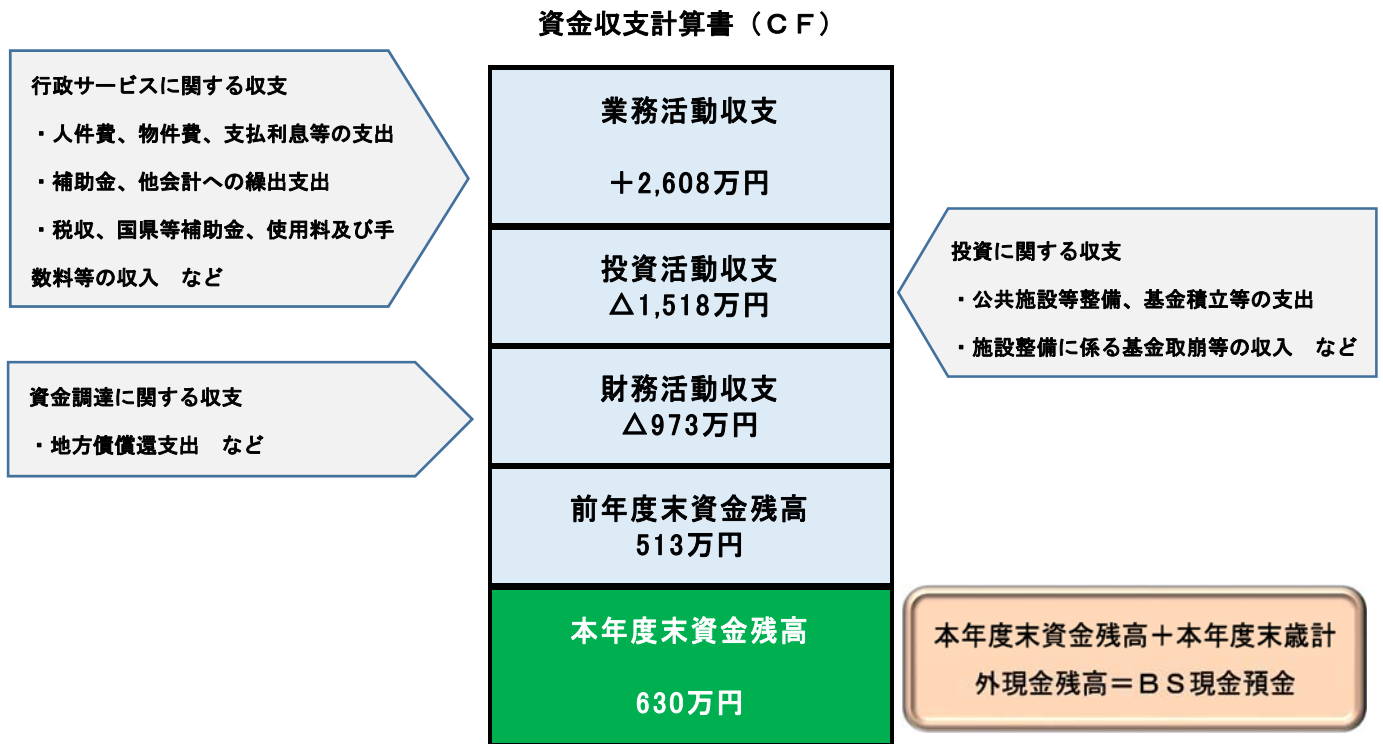 資金収支計算書（ＣＦ）
行政サービスに関する収支
・人件費、物件費、支払利息等の支出
・補助金、他会計への繰出支出
・税収、国県等補助金、使用料及び手
数料等の収入　など
業務活動収支
＋2,608万円
投資活動収支
△1,518万円
投資に関する収支
・公共施設等整備、基金積立等の支出
・施設整備に係る基金取崩等の収入　など
資金調達に関する収支
・地方債償還支出　など
財務活動収支
△973万円
前年度末資金残高
513万円
本年度末資金残高
630万円
本年度末資金残高＋本年度末歳計
外現金残高＝ＢＳ現金預金